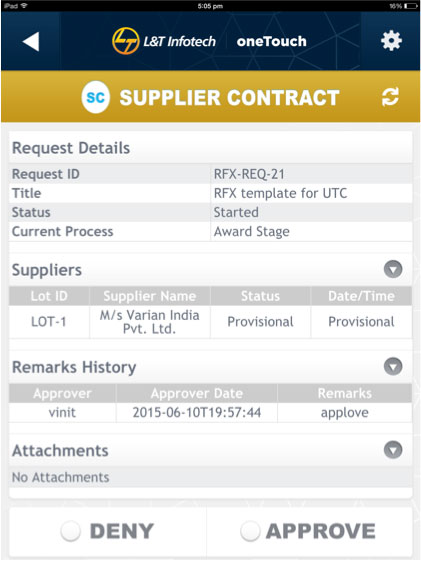 iPad 5:05 pm 16%
LT L&T Infotech oneTouch
SC SUPPLIER CONTRACT
Request Details
Request ID RFX-REQ-21
Title RFX template for UTC
Status Started
Current Process Award Stage
Suppliers
Lot ID Supplier Name Status Date/Time
LOT-1 M/s Varian India Pvt. Ltd. Provisional Provisional
Remarks History
Approver Approver Date Remarks
vinit 2015-06-10T19:57:44 applove
Attachments
No Attachments
DENY APPROVE